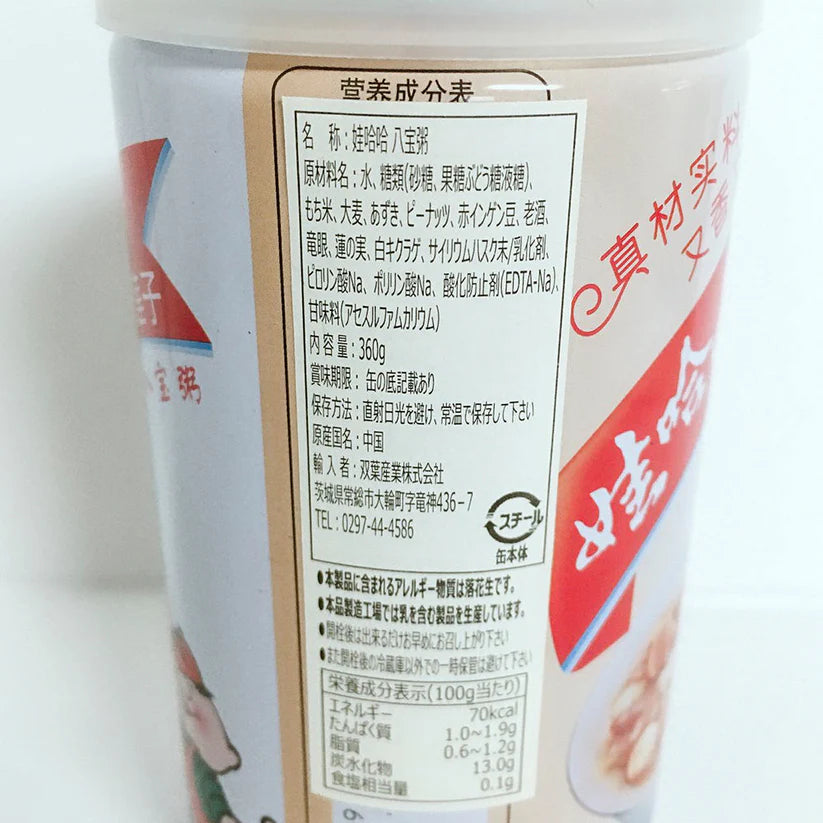 营养成分表
名 称：娃哈哈 八宝粥
原材料名：水、糖類(砂糖、果糖ぶどう糖液糖)、
もち米、大麦、あずき、ピーナッツ、赤インゲン豆、老酒、
竜眼、蓮の実、白キクラゲ、サイリウムハスク末/乳化剤、
ピロリン酸Na、ポリリン酸Na、酸化防止剤(EDTA-Na)、
甘味料(アセスルファムカリウム)
内容量：360g
賞味期限：缶の底記載あり
保存方法：直射日光を避け、常温で保存して下さい
原産国名：中国
輸入者：双葉産業株式会社
茨城県常総市大輪町字竜神436-7
TEL：0297-44-4586
スチール
缶本体
●本製品に含まれるアレルギー物質は落花生です。
●本品製造工場では乳を含む製品を生産しています。
●開栓後は出来るだけお早めにお召し上がり下さい
●また開栓後の冷蔵庫以外での一時保管は避けて下さい
栄養成分表示(100g当たり)
エネルギー 70kcal
たんぱく質 1.0～1.9g
脂質 0.6～1.2g
炭水化物 13.0g
食塩相当量 0.1g
真材实料
又香
娃哈
子
宝粥